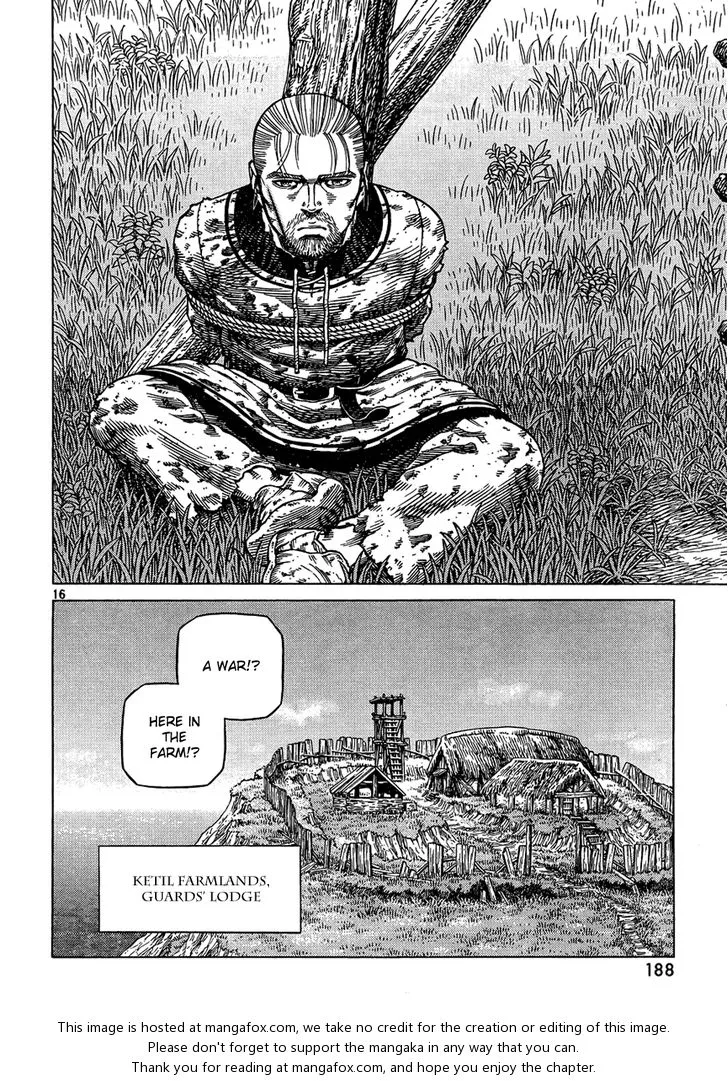 16
A WAR!?
HERE IN
THE
FARM!?
KETIL FARMLANDS,
GUARDS' LODGE
188
This image is hosted at mangafox.com, we take no credit for the creation or editing of this image.
Please don't forget to support the mangaka in any way that you can.
Thank you for reading at mangafox.com, and hope you enjoy the chapter.